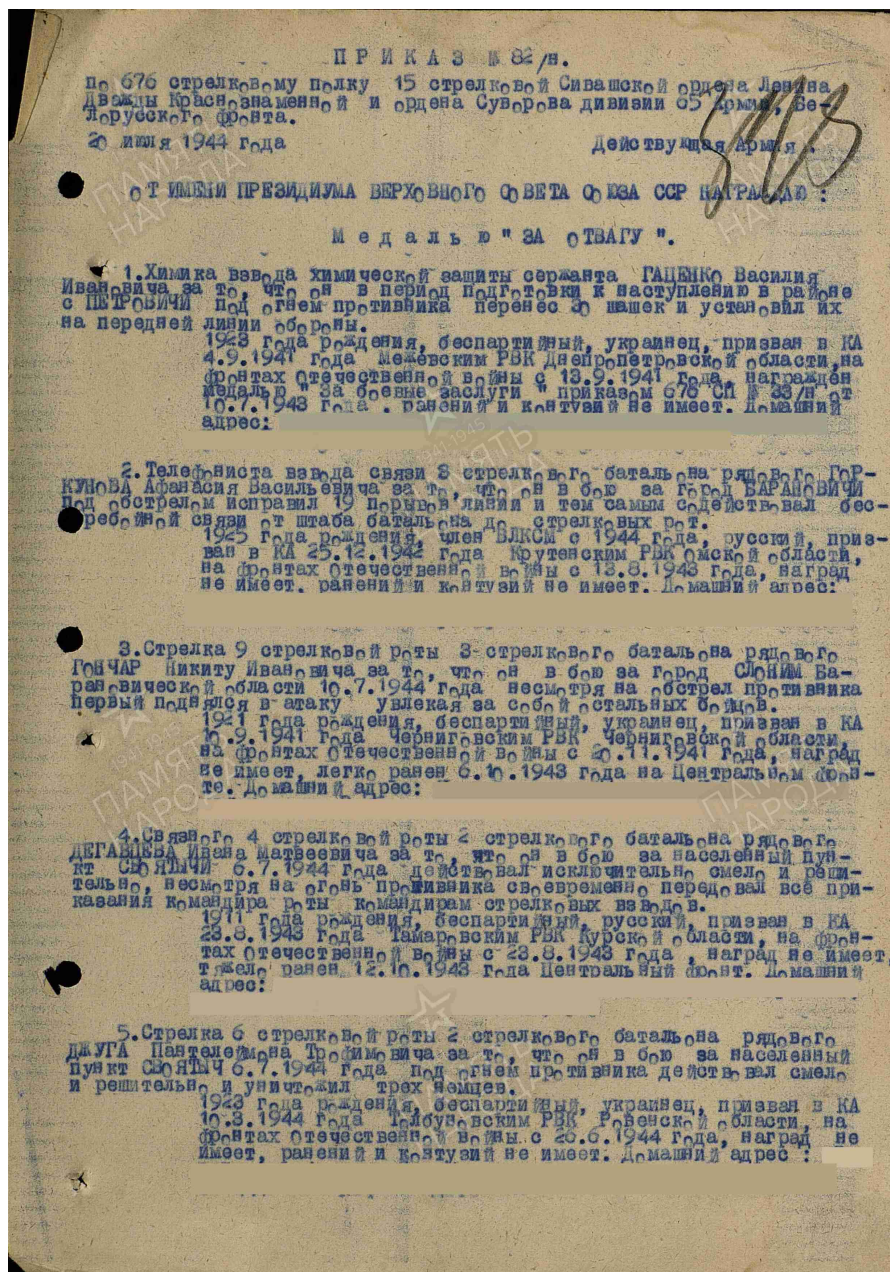 ПРИКАЗ № 82/н.
по 676 стрелковому полку 15 стрелковой Сивашской ордена Ленина
Дважды Краснознаменной и ордена Суворова дивизии 65 Армии, Бе-
лорусского фронта.
20 июля 1944 года Действующая Армия.
ОТ ИМЕНИ ПРЕЗИДИУМА ВЕРХОВНОГО СОВЕТА СОЮЗА ССР НАГРАЖДАЮ:
Медалью "ЗА ОТВАГУ".
1.Химика взвода химической защиты сержанта ГАЦЕНКО Василия
Ивановича за то, что он в период подготовки к наступлению в районе
с ПЕТРОВИЧИ под огнем противника перенес 30 шашек и установил их
на передней линии обороны.
1923 года рождения, беспартийный, украинец, призван в КА
4.9.1941 года Межевским РВК Днепропетровской области,на
фронтах Отечественной войны с 13.9.1941 года, награжден
медалью "За боевые заслуги" приказом 676 СП № 33/н от
10.7.1943 года. ранений и контузий не имеет. Домашний
адрес:
2.Телефониста взвода связи 3 стрелкового батальона рядового ГОР-
КУНОВА Афанасия Васильевича за то, что он в бою за город БАРАНОВИЧИ
под обстрелом исправил 19 порывов линии и тем самым содействовал бес-
перебойной связи от штаба батальона до стрелковых рот.
1925 года рождения, член ВЛКСМ с 1944 года, русский, приз-
ван в КА 25.12.1942 года Крутенским РВК Омской области,
на фронтах Отечественной войны с 13.8.1943 года, наград
не имеет. ранений и контузий не имеет. Домашний адрес:
3.Стрелка 9 стрелковой роты 3 стрелкового батальона рядового
ГОНЧАР Никиту Ивановича за то, что он в бою за город СЛОНИМ Ба-
рановической области 10.7.1944 года несмотря на обстрел противника
первый поднялся в атаку увлекая за собой остальных бойцов.
1921 года рождения, беспартийный, украинец, призван в КА
10.9.1941 года Черниговским РВК Черниговской области,
на фронтах Отечественной войны с 20.11.1941 года, наград
не имеет, легко ранен 6.10.1943 года на Центральном фрон-
те. Домашний адрес:
4.Связного 4 стрелковой роты 2 стрелкового батальона рядового
ДЕГАВЦЕВА Ивана Матвеевича за то, что он в бою за населенный пун-
кт СВОЯТЫЧИ 6.7.1944 года действовал исключительно смело и реши-
тельно, несмотря на огонь противника своевременно передовал все при-
казания командира роты командирам стрелковых взводов.
1911 года рождения, беспартийный, русский, призван в КА
23.8.1943 года Тамаровским РВК Курской области, на фрон-
тах Отечественной войны с 23.8.1943 года, наград не имеет,
тяжело ранен 12.10.1943 года Центральный фронт. Домашний
адрес:
5.Стрелка 6 стрелковой роты 2 стрелкового батальона рядового
ДЖУГА Пантелеймона Трофимовича за то, что он в бою за населенный
пункт СВОЯТЫЧ 6.7.1944 года под огнем противника действовал смело
и решительно и уничтожил трех немцев.
1923 года рождения, беспартийный, украинец, призван в КА
10.3.1944 года Толбуновским РВК Ровенской области, на
фронтах Отечественной войны с 26.6.1944 года, наград не
имеет, ранений и контузий не имеет. Домашний адрес :